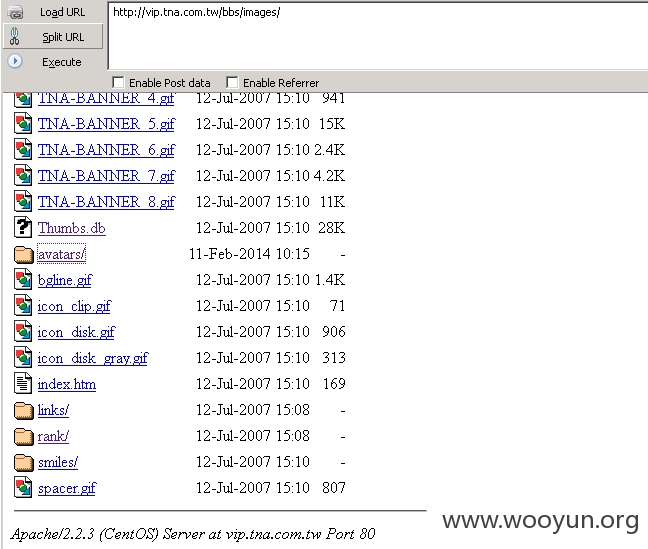 Load URL
http://vip.tna.com.tw/bbs/images/
Split URL
Execute
Enable Post data Enable Referrer
TNA-BANNER_4.gif 12-Jul-2007 15:10 941
TNA-BANNER_5.gif 12-Jul-2007 15:10 15K
TNA-BANNER_6.gif 12-Jul-2007 15:10 2.4K
TNA-BANNER_7.gif 12-Jul-2007 15:10 4.2K
TNA-BANNER_8.gif 12-Jul-2007 15:10 11K
Thumbs.db 12-Jul-2007 15:10 28K
avatars/ 11-Feb-2014 10:15 -
bgline.gif 12-Jul-2007 15:10 1.4K
icon_clip.gif 12-Jul-2007 15:10 71
icon_disk.gif 12-Jul-2007 15:10 906
icon_disk_gray.gif 12-Jul-2007 15:10 313
index.htm 12-Jul-2007 15:10 169
links/ 12-Jul-2007 15:08 -
rank/ 12-Jul-2007 15:08 -
smiles/ 12-Jul-2007 15:10 -
spacer.gif 12-Jul-2007 15:10 807
Apache/2.2.3 (CentOS) Server at vip.tna.com.tw Port 80
www.wooyun.org